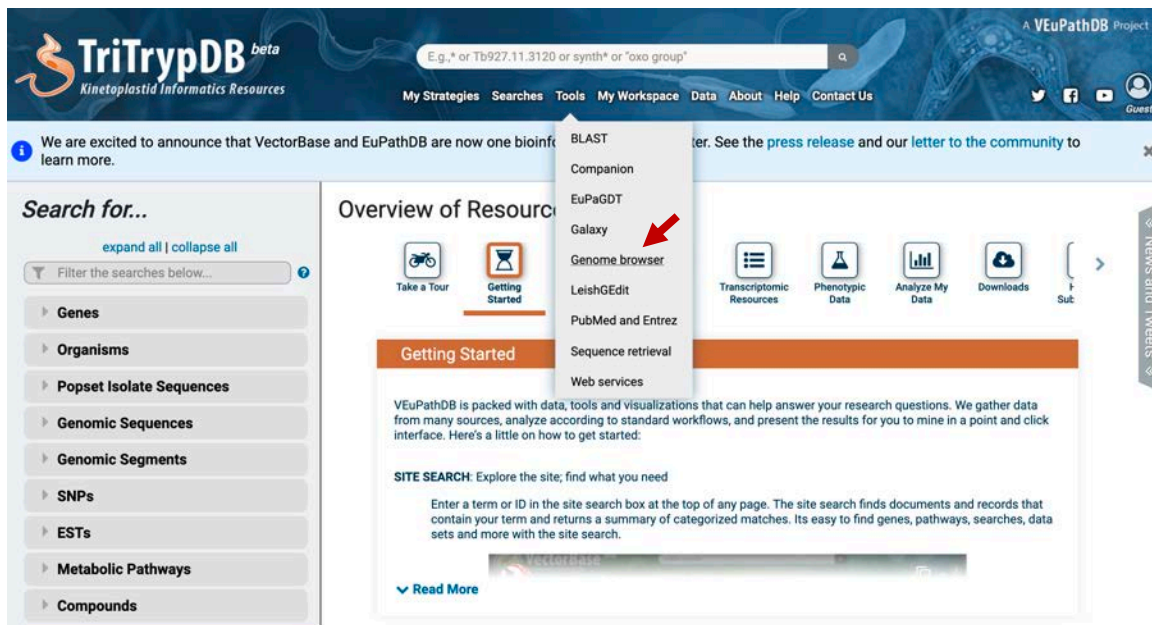 A VEuPathDB Project
TriTrypDB beta
Kinetoplastid Informatics Resources
E.g.,* or Tb927.11.3120 or synth* or "oxo group"
My Strategies Searches Tools My Workspace Data About Help Contact Us
Guest
We are excited to announce that VectorBase and EuPathDB are now one bioinfo
ter. See the press release and our letter to the community to
learn more.
BLAST
Companion
EuPaGDT
Galaxy
Genome browser
LeishGEdit
PubMed and Entrez
Sequence retrieval
Web services
Search for...
expand all | collapse all
Filter the searches below...
Genes
Organisms
Popset Isolate Sequences
Genomic Sequences
Genomic Segments
SNPs
ESTs
Metabolic Pathways
Compounds
Overview of Resourc
Take a Tour
Getting
Started
Transcriptomic
Resources
Phenotypic
Data
Analyze My
Data
Downloads
H
Sub
News and Tweets
Getting Started
VEuPathDB is packed with data, tools and visualizations that can help answer your research questions. We gather data
from many sources, analyze according to standard workflows, and present the results for you to mine in a point and click
interface. Here's a little on how to get started:
SITE SEARCH: Explore the site; find what you need
Enter a term or ID in the site search box at the top of any page. The site search finds documents and records that
contain your term and returns a summary of categorized matches. Its easy to find genes, pathways, searches, data
sets and more with the site search.
VectorBase
Read More